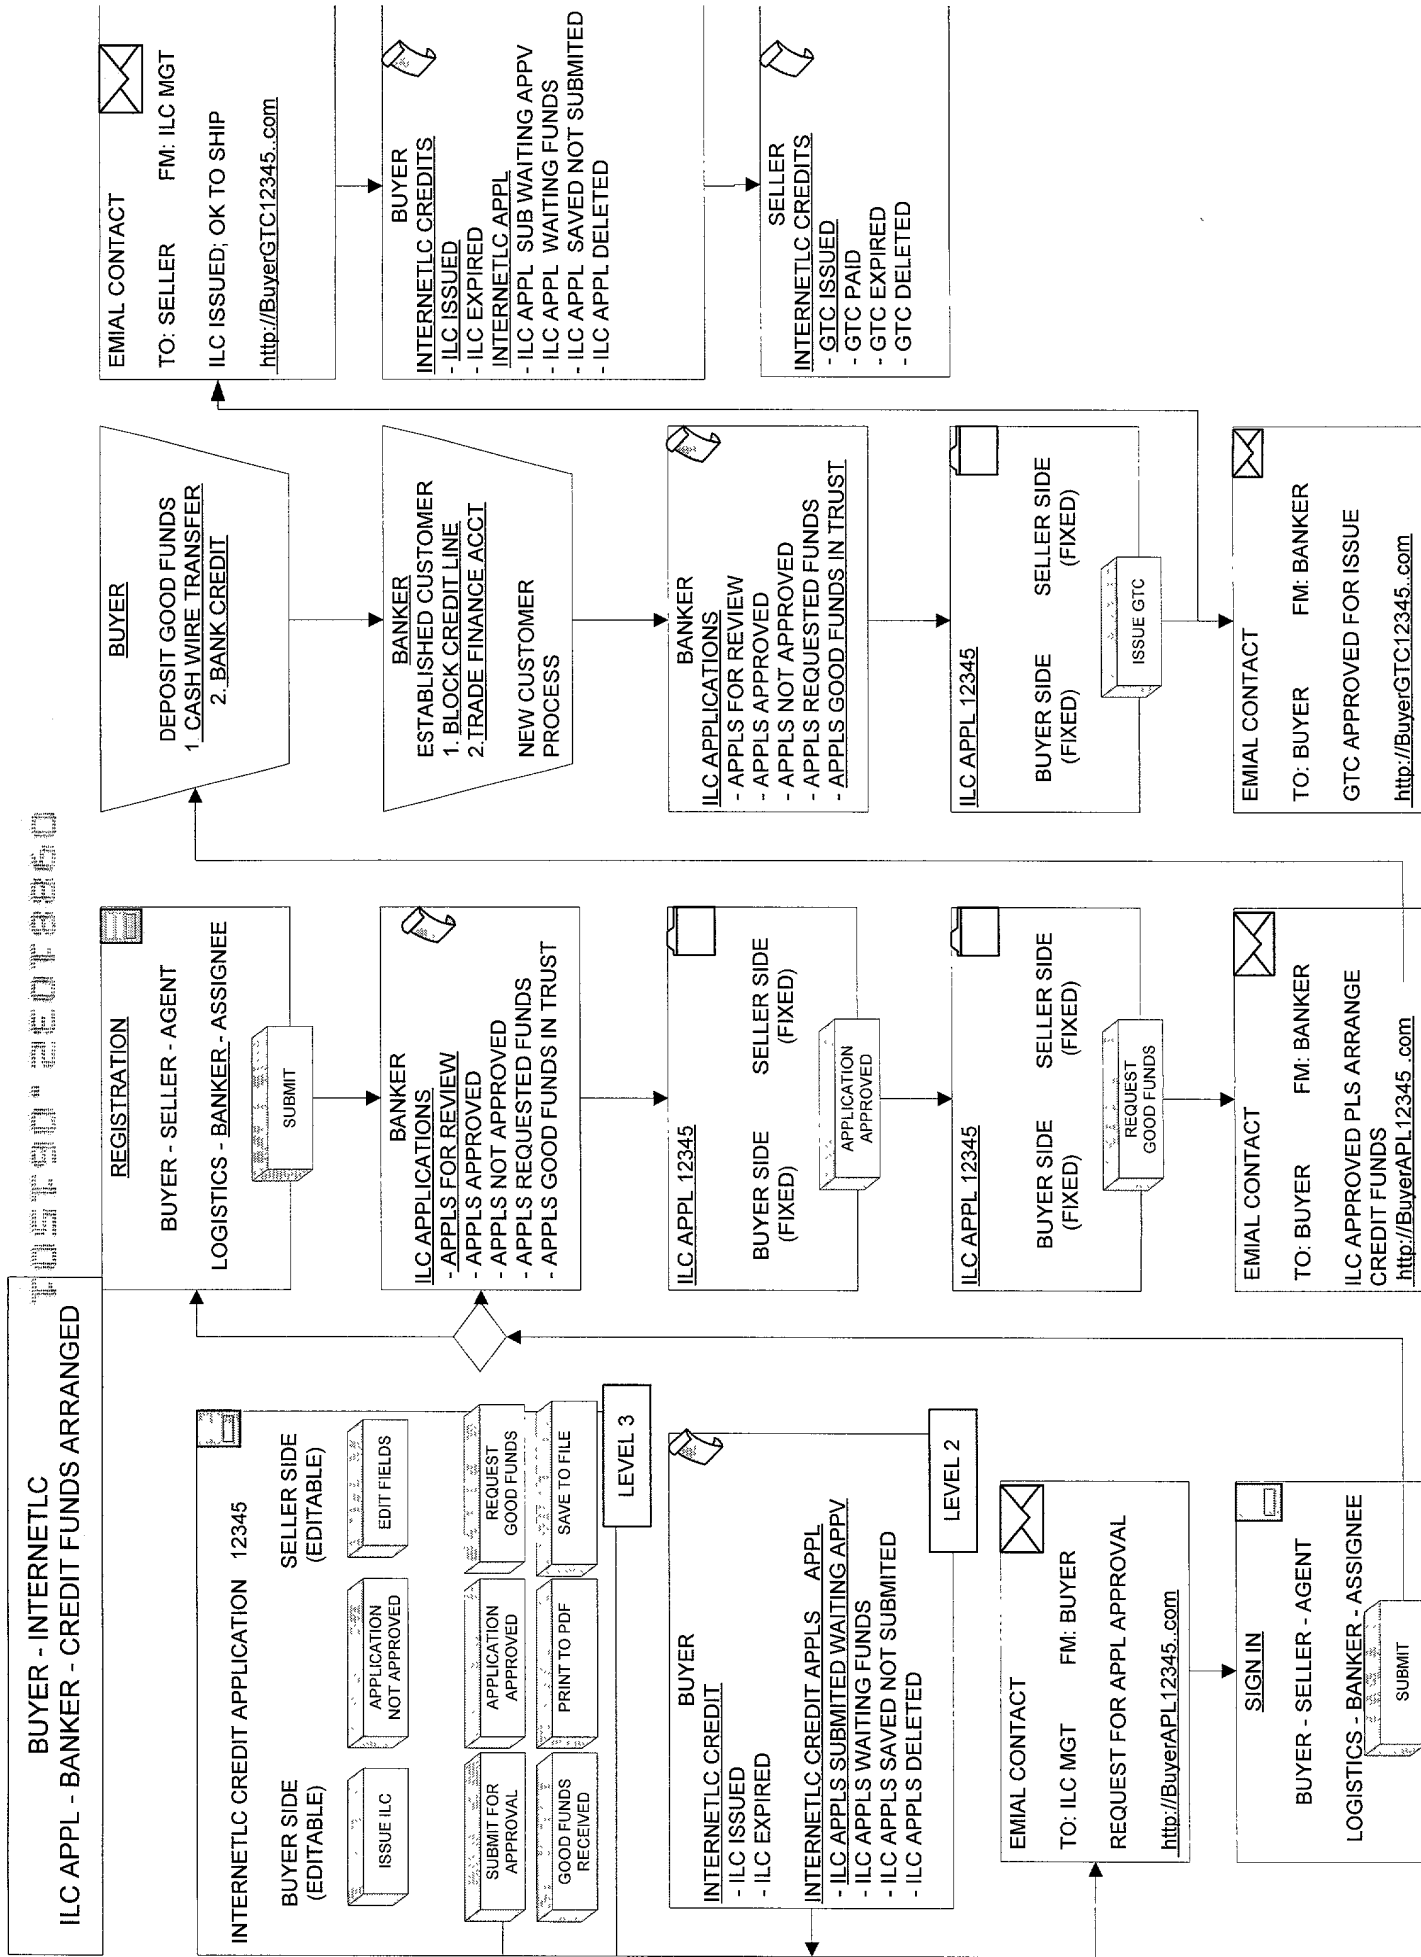 BUYER - INTERNETLC
ILC APPL - BANKER - CREDIT FUNDS ARRANGED
INTERNETLC CREDIT APPLICATION 12345
BUYER SIDE
(EDITABLE)
SELLER SIDE
(EDITABLE)
ISSUE ILC
APPLICATION
NOT APPROVED
EDIT FIELDS
SUBMIT FOR
APPROVAL
APPLICATION
APPROVED
REQUEST
GOOD FUNDS
GOOD FUNDS
RECEIVED
PRINT TO PDF
SAVE TO FILE
LEVEL 3
BUYER
INTERNETLC CREDIT
- ILC ISSUED
- ILC EXPIRED
INTERNETLC CREDIT APPLS APPL
- ILC APPLS SUBMITED WAITING APPV
- ILC APPLS WAITING FUNDS
- ILC APPLS SAVED NOT SUBMITED
- ILC APPLS DELETED
LEVEL 2
EMIAL CONTACT
TO: ILC MGT FM: BUYER
REQUEST FOR APPL APPROVAL
http://BuyerAPL12345..com
SIGN IN
BUYER - SELLER - AGENT
LOGISTICS - BANKER - ASSIGNEE
SUBMIT
REGISTRATION
BUYER - SELLER - AGENT
LOGISTICS - BANKER - ASSIGNEE
SUBMIT
BANKER
ILC APPLICATIONS
- APPLS FOR REVIEW
- APPLS APPROVED
- APPLS NOT APPROVED
- APPLS REQUESTED FUNDS
- APPLS GOOD FUNDS IN TRUST
ILC APPL 12345
BUYER SIDE
(FIXED)
SELLER SIDE
(FIXED)
APPLICATION
APPROVED
ILC APPL 12345
BUYER SIDE
(FIXED)
SELLER SIDE
(FIXED)
REQUEST
GOOD FUNDS
EMIAL CONTACT
TO: BUYER FM: BANKER
ILC APPROVED PLS ARRANGE
CREDIT FUNDS
http://BuyerAPL12345 .com
BUYER
DEPOSIT GOOD FUNDS
1. CASH WIRE TRANSFER
2. BANK CREDIT
BANKER
ESTABLISHED CUSTOMER
1. BLOCK CREDIT LINE
2.TRADE FINANCE ACCT
NEW CUSTOMER
PROCESS
BANKER
ILC APPLICATIONS
- APPLS FOR REVIEW
- APPLS APPROVED
- APPLS NOT APPROVED
- APPLS REQUESTED FUNDS
- APPLS GOOD FUNDS IN TRUST
ILC APPL 12345
BUYER SIDE
(FIXED)
SELLER SIDE
(FIXED)
ISSUE GTC
EMIAL CONTACT
TO: BUYER FM: BANKER
GTC APPROVED FOR ISSUE
http://BuyerGTC12345..com
EMIAL CONTACT
TO: SELLER FM: ILC MGT
ILC ISSUED; OK TO SHIP
http://BuyerGTC12345..com
BUYER
INTERNETLC CREDITS
- ILC ISSUED
- ILC EXPIRED
INTERNETLC APPL
- ILC APPL SUB WAITING APPV
- ILC APPL WAITING FUNDS
- ILC APPL SAVED NOT SUBMITED
- ILC APPL DELETED
SELLER
INTERNETLC CREDITS
- GTC ISSUED
- GTC PAID
- GTC EXPIRED
- GTC DELETED